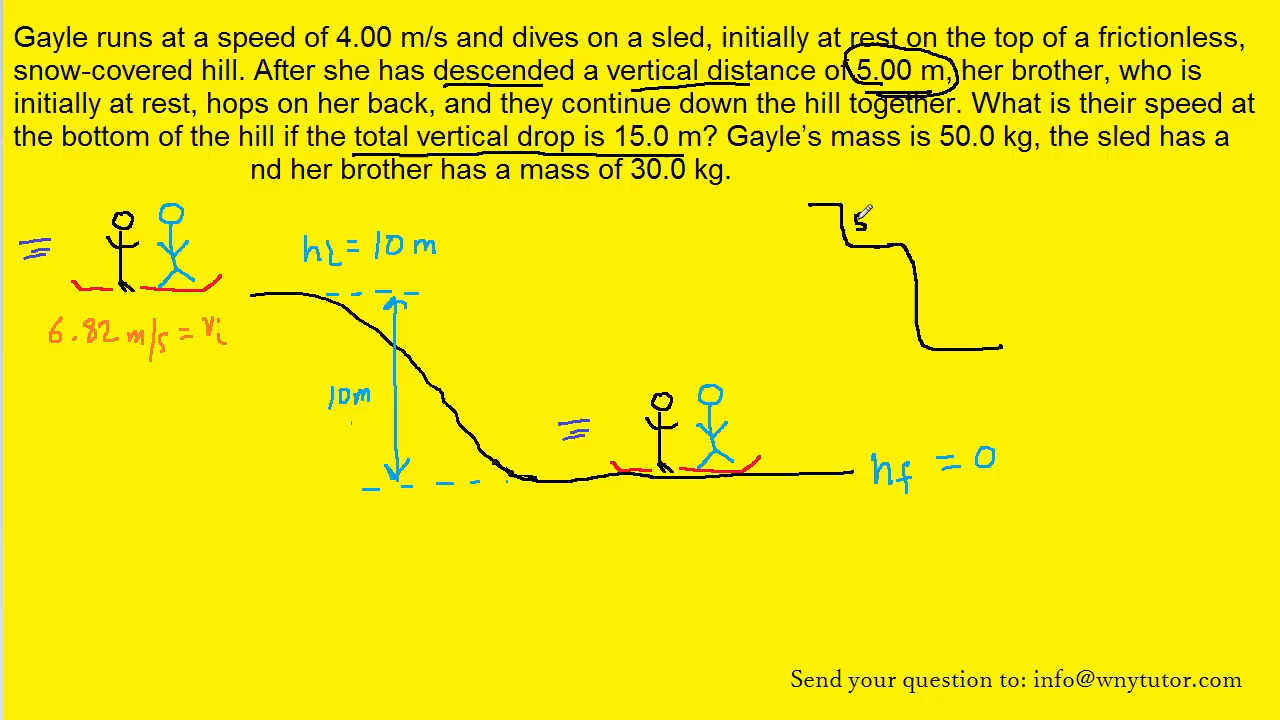 Gayle runs at a speed of 4.00 m/s and dives on a sled, initially at rest on the top of a frictionless,
snow-covered hill. After she has descended a vertical distance of 5.00 m, her brother, who is
initially at rest, hops on her back, and they continue down the hill together. What is their speed at
the bottom of the hill if the total vertical drop is 15.0 m? Gayle’s mass is 50.0 kg, the sled has a
nd her brother has a mass of 30.0 kg.
5
hi = 10 m
6.82 m/s = vi
10m
hf = 0
Send your question to: info@wnytutor.com